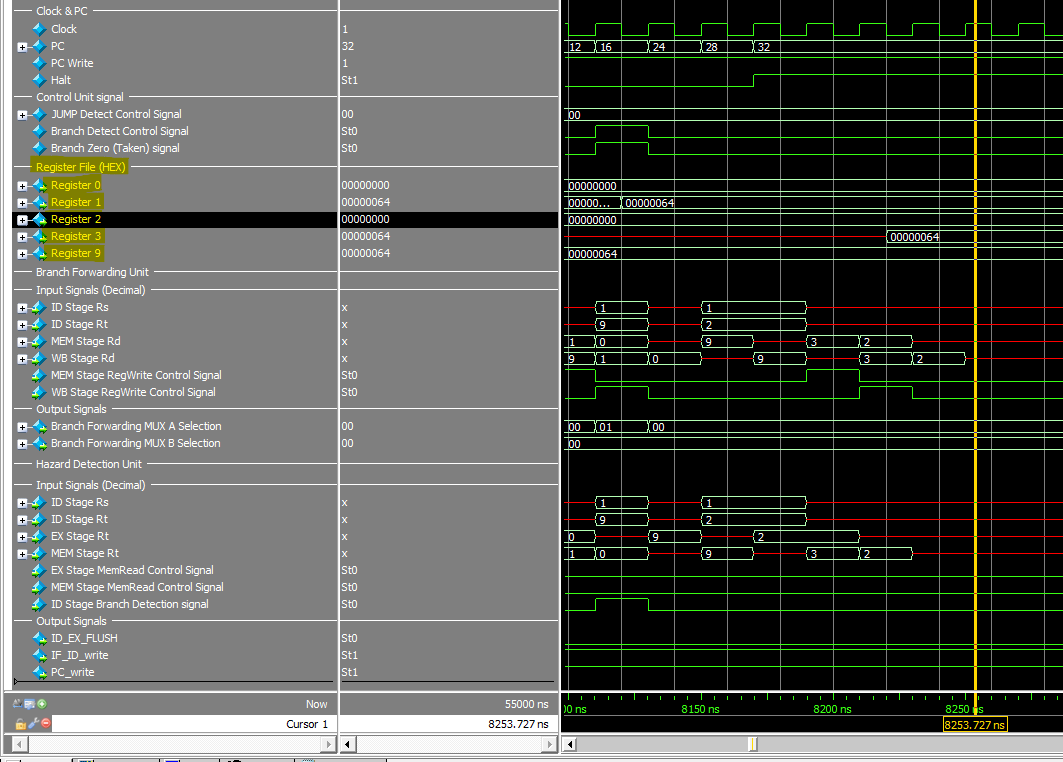 Clock & PC
Clock 1
PC 32 12 16 24 28 32
PC Write 1
Halt St1
Control Unit signal
JUMP Detect Control Signal 00 00
Branch Detect Control Signal St0
Branch Zero (Taken) signal St0
Register File (HEX)
Register 0 00000000 00000000
Register 1 00000064 00000... 00000064
Register 2 00000000 00000000
Register 3 00000064 00000064
Register 9 00000064 00000064
Branch Forwarding Unit
Input Signals (Decimal)
ID Stage Rs x 1 1
ID Stage Rt x 9 2
MEM Stage Rd x 1 0 9 3 2
WB Stage Rd x 9 1 0 9 3 2
MEM Stage RegWrite Control Signal St0
WB Stage RegWrite Control Signal St0
Output Signals
Branch Forwarding MUX A Selection 00 00 01 00
Branch Forwarding MUX B Selection 00 00
Hazard Detection Unit
Input Signals (Decimal)
ID Stage Rs x 1 1
ID Stage Rt x 9 2
EX Stage Rt x 0 9 2
MEM Stage Rt x 1 0 9 3 2
EX Stage MemRead Control Signal St0
MEM Stage MemRead Control Signal St0
ID Stage Branch Detection signal St0
Output Signals
ID_EX_FLUSH St0
IF_ID_write St1
PC_write St1
Now 55000 ns 00 ns 8150 ns 8200 ns 8250 ns
Cursor 1 8253.727 ns 8253.727 ns